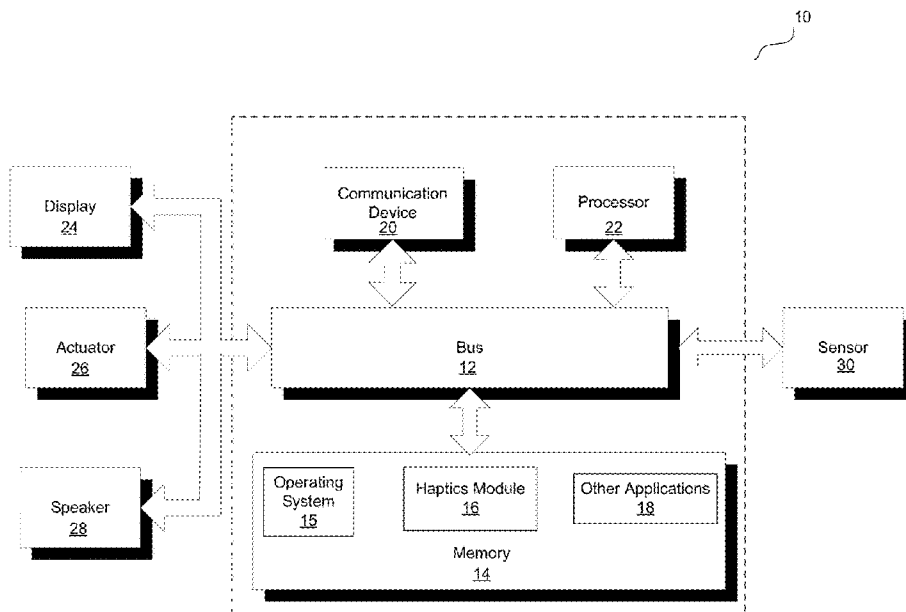 10
Communication
Device
20
Processor
22
Display
24
Actuator
26
Bus
12
Sensor
30
Speaker
28
Operating
System
15
Haptics Module
16
Other Applications
18
Memory
14